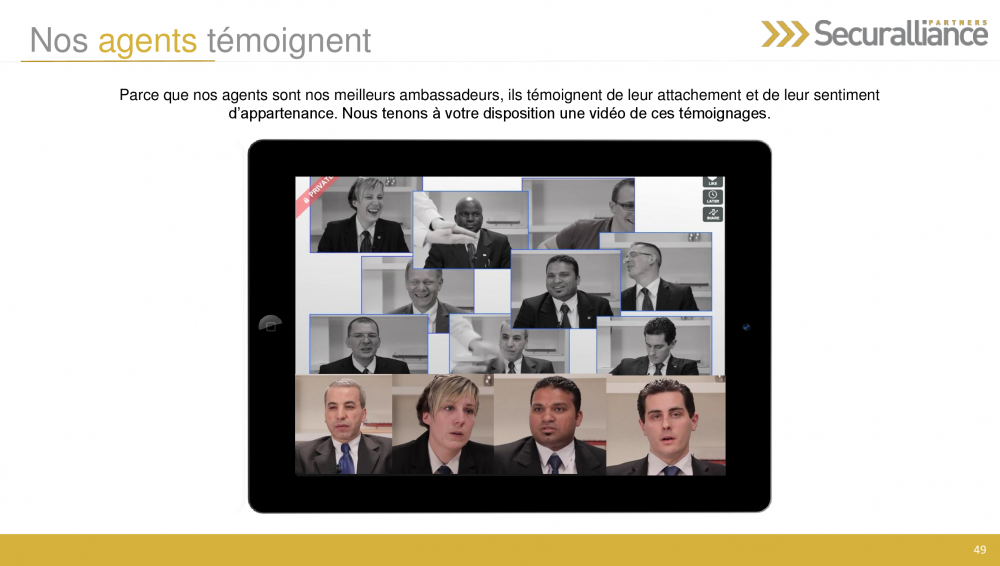 Nos agents témoignent
PARTNERS
Securalliance
Parce que nos agents sont nos meilleurs ambassadeurs, ils témoignent de leur attachement et de leur sentiment
d’appartenance. Nous tenons à votre disposition une vidéo de ces témoignages.
PRIVATE
LIKE
LATER
SHARE
49